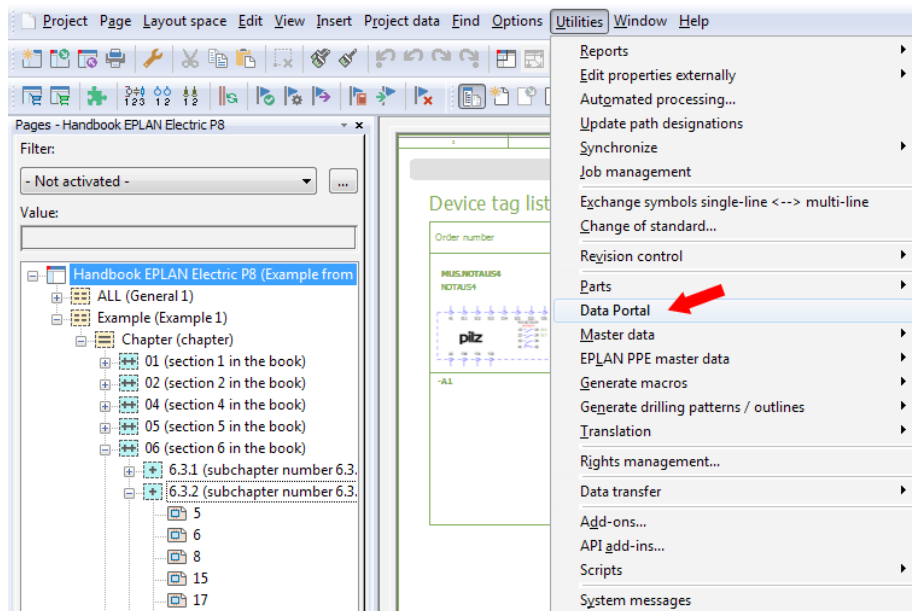 Project Page Layout space Edit View Insert Project data Find Options Utilities Window Help
Pages - Handbook EPLAN Electric P8
Filter:
- Not activated -
...
Value:
Handbook EPLAN Electric P8 (Example from
ALL (General 1)
Example (Example 1)
Chapter (chapter)
01 (section 1 in the book)
02 (section 2 in the book)
04 (section 4 in the book)
05 (section 5 in the book)
06 (section 6 in the book)
6.3.1 (subchapter number 6.3.
6.3.2 (subchapter number 6.3.
5
6
8
15
17
Device tag list
Order number
MUS.NOTAUS4
NOTAUS4
pilz
-A1
Reports
Edit properties externally
Automated processing...
Update path designations
Synchronize
Job management
Exchange symbols single-line <--> multi-line
Change of standard...
Revision control
Parts
Data Portal
Master data
EPLAN PPE master data
Generate macros
Generate drilling patterns / outlines
Translation
Rights management...
Data transfer
Add-ons...
API add-ins...
Scripts
System messages